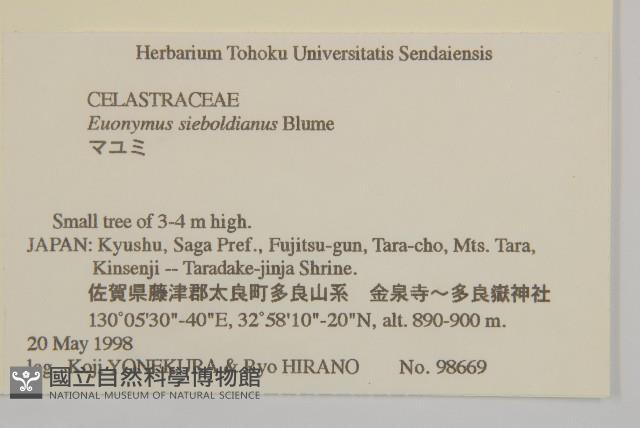 Herbarium Tohoku Universitatis Sendaiensis
CELASTRACEAE
Euonymus sieboldianus Blume
マユミ
Small tree of 3-4 m high.
JAPAN: Kyushu, Saga Pref., Fujitsu-gun, Tara-cho, Mts. Tara,
Kinsenji -- Taradake-jinja Shrine.
佐賀県藤津郡太良町多良山系　金泉寺～多良嶽神社
130˚05'30"-40"E, 32˚58'10"-20"N, alt. 890-900 m.
20 May 1998
leg. Koji YONEKURA & Ryo HIRANO No. 98669
國立自然科學博物館
NATIONAL MUSEUM OF NATURAL SCIENCE